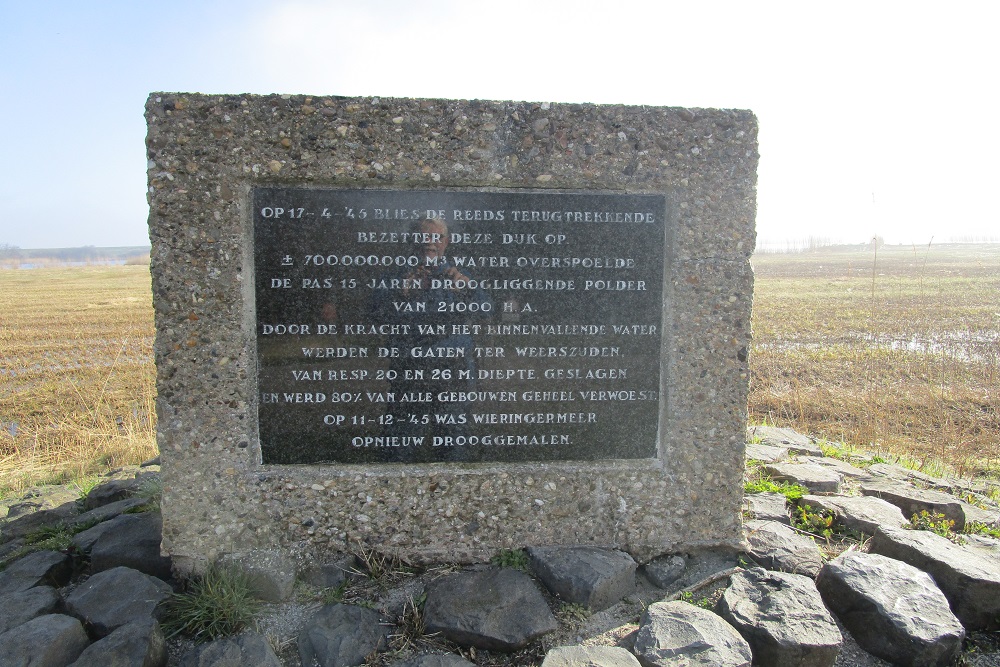 OP 17-4-'45 BLIES DE REEDS TERUGTREKKENDE
BEZETTER DEZE DIJK OP.
± 700.000.000 M³ WATER OVERSPOELDE
DE PAS 15 JAREN DROOGLIGGENDE POLDER
VAN 21000 H.A.
DOOR DE KRACHT VAN HET BINNENVALLENDE WATER
WERDEN DE GATEN TER WEERSZIJDEN,
VAN RESP. 20 EN 26 M. DIEPTE, GESLAGEN
EN WERD 80% VAN ALLE GEBOUWEN GEHEEL VERWOEST.
OP 11-12-'45 WAS WIERINGERMEER
OPNIEUW DROOGGEMALEN.